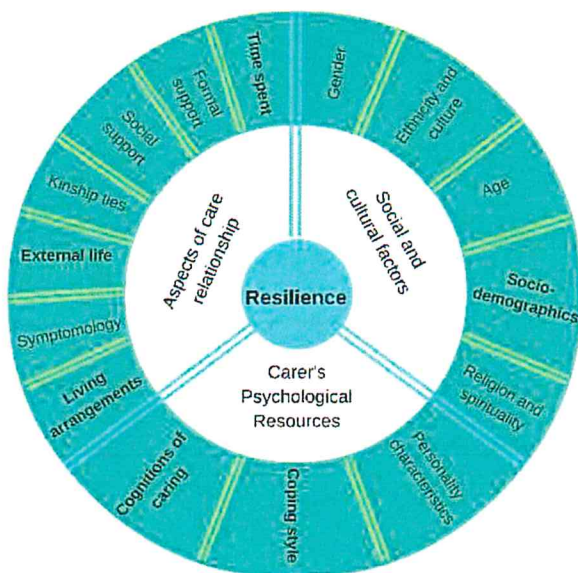 Time spent
Gender
Ethnicity and
culture
Age
Socio-
demographics
Religion and
spirituality
Personality
characteristics
Coping style
Cognitions of
caring
Living
arrangements
Symptomology
External life
Kinship ties
Social
support
Formal
support
Aspects of care
relationship
Social and
cultural factors
Resilience
Carer's
Psychological
Resources